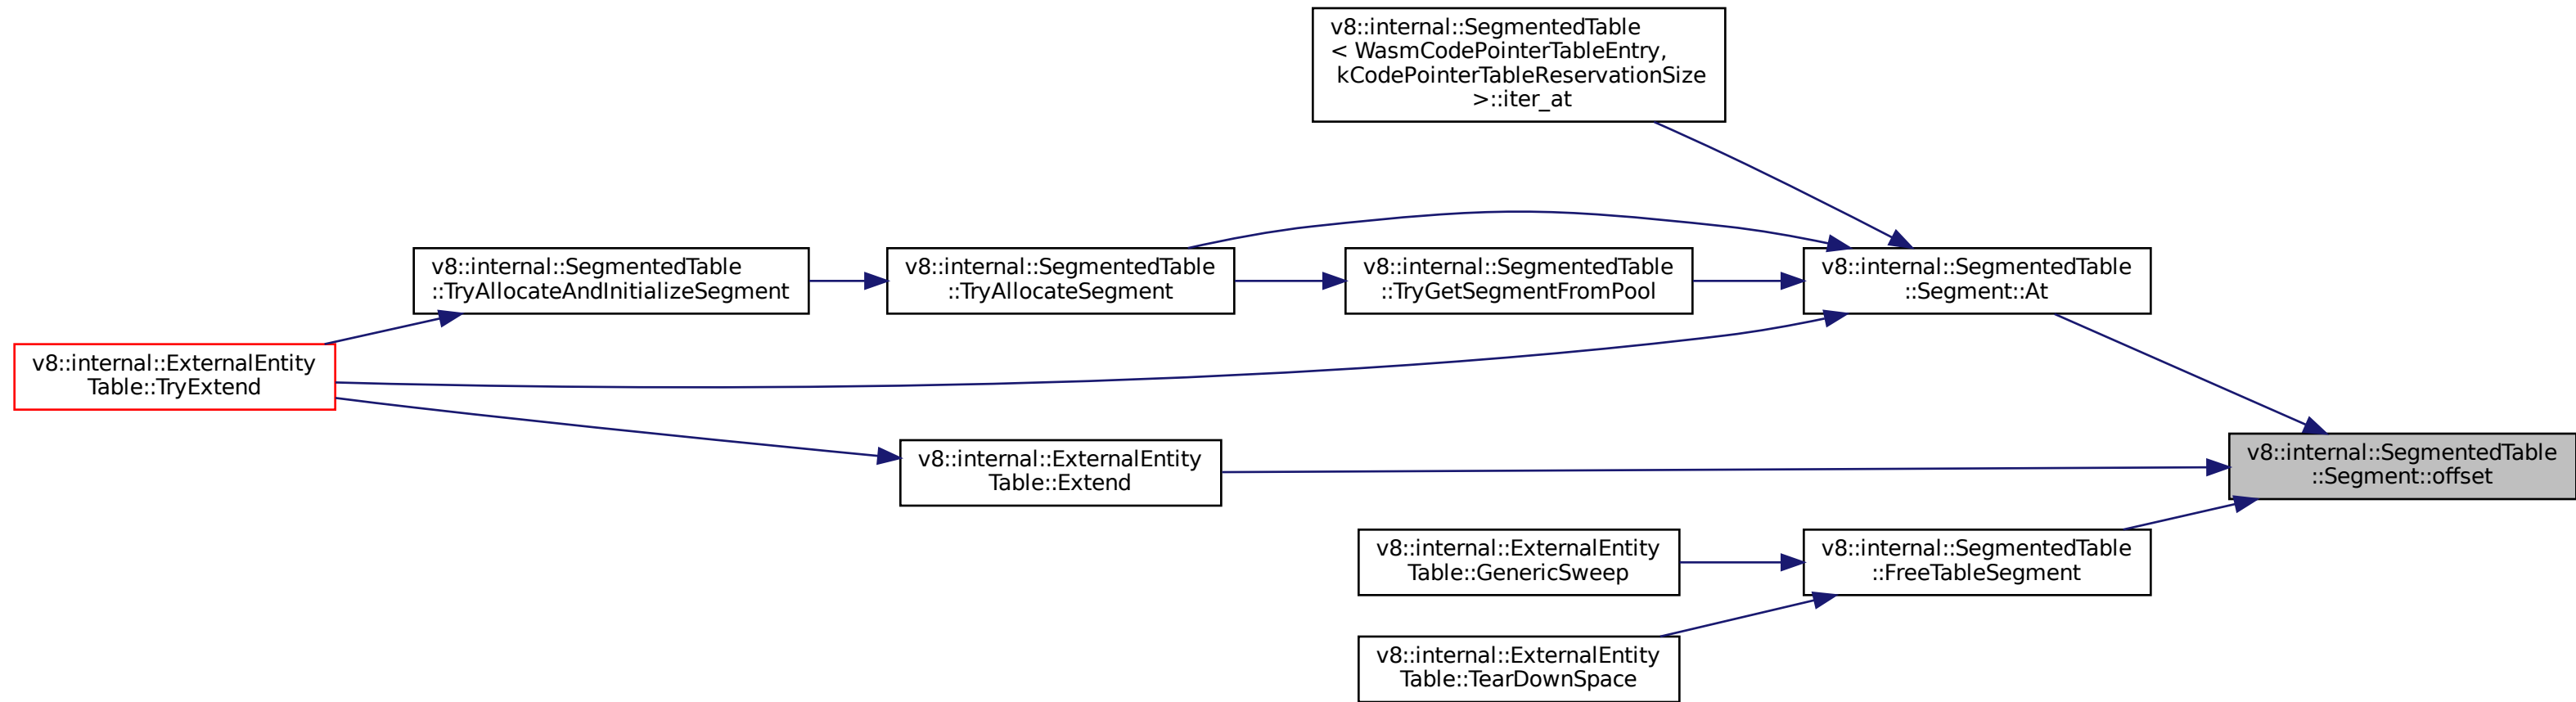 v8::internal::SegmentedTable
< WasmCodePointerTableEntry,
kCodePointerTableReservationSize
>::iter_at
v8::internal::SegmentedTable
::TryAllocateAndInitializeSegment
v8::internal::SegmentedTable
::TryAllocateSegment
v8::internal::SegmentedTable
::TryGetSegmentFromPool
v8::internal::SegmentedTable
::Segment::At
v8::internal::ExternalEntity
Table::TryExtend
v8::internal::ExternalEntity
Table::Extend
v8::internal::SegmentedTable
::Segment::offset
v8::internal::ExternalEntity
Table::GenericSweep
v8::internal::SegmentedTable
::FreeTableSegment
v8::internal::ExternalEntity
Table::TearDownSpace